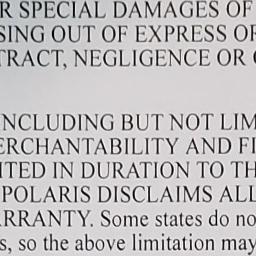 R SPECIAL DAMAGES OF
SING OUT OF EXPRESS OR
TRACT, NEGLIGENCE OR
NCLUDING BUT NOT LIM
ERCHANTABILITY AND FI
ITED IN DURATION TO TH
POLARIS DISCLAIMS ALL
RRANTY. Some states do no
s, so the above limitation may